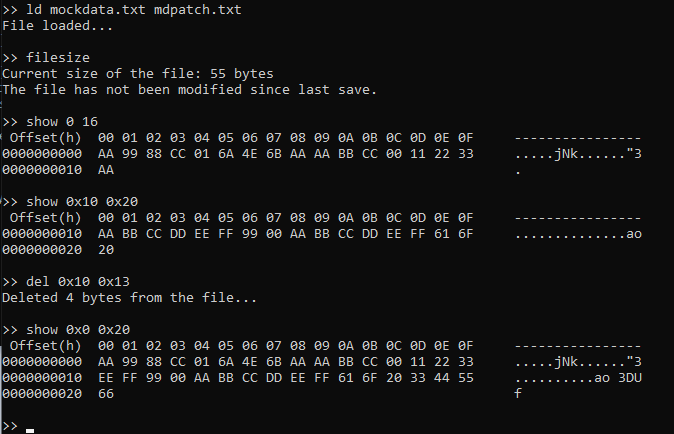 >> ld mockdata.txt mdpatch.txt
File loaded...
>> filesize
Current size of the file: 55 bytes
The file has not been modified since last save.
>> show 0 16
Offset(h) 00 01 02 03 04 05 06 07 08 09 0A 0B 0C 0D 0E 0F ----------------
0000000000 AA 99 88 CC 01 6A 4E 6B AA AA BB CC 00 11 22 33 .....jNk......"3
0000000010 AA .
>> show 0x10 0x20
Offset(h) 00 01 02 03 04 05 06 07 08 09 0A 0B 0C 0D 0E 0F ----------------
0000000010 AA BB CC DD EE FF 99 00 AA BB CC DD EE FF 61 6F ..............ao
0000000020 20
>> del 0x10 0x13
Deleted 4 bytes from the file...
>> show 0x0 0x20
Offset(h) 00 01 02 03 04 05 06 07 08 09 0A 0B 0C 0D 0E 0F ----------------
0000000000 AA 99 88 CC 01 6A 4E 6B AA AA BB CC 00 11 22 33 .....jNk......"3
0000000010 EE FF 99 00 AA BB CC DD EE FF 61 6F 20 33 44 55 ..........ao 3DU
0000000020 66 f
>>